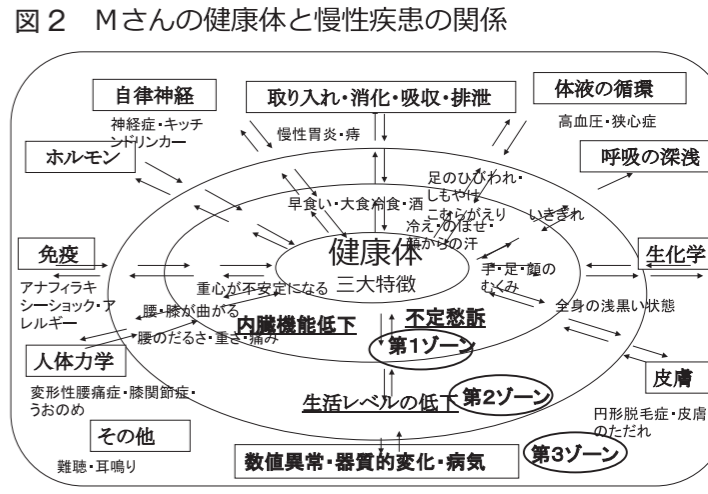 図2 Mさんの健康体と慢性疾患の関係
自律神経
取り入れ・消化・吸収・排泄
体液の循環
神経症・キッチ
ンドリンカー
慢性胃炎・痔
高血圧・狭心症
ホルモン
呼吸の深浅
足のひびわれ・
しもやけ
こむらがえり
早食い・大食冷食・酒
いきぎれ
冷え・のぼせ・
顔からの汗
健康体
三大特徴
免疫
生化学
手・足・顔の
むくみ
アナフィラキ
シーショック・ア
レルギー
重心が不安定になる
腰・膝が曲がる
全身の浅黒い状態
内臓機能低下
不定愁訴
腰のだるさ・重さ・痛み
第1ゾーン
人体力学
皮膚
変形性腰痛症・膝関節症・
うおのめ
生活レベルの低下
第2ゾーン
円形脱毛症・皮膚
のただれ
その他
難聴・耳鳴り
数値異常・器質的変化・病気
第3ゾーン